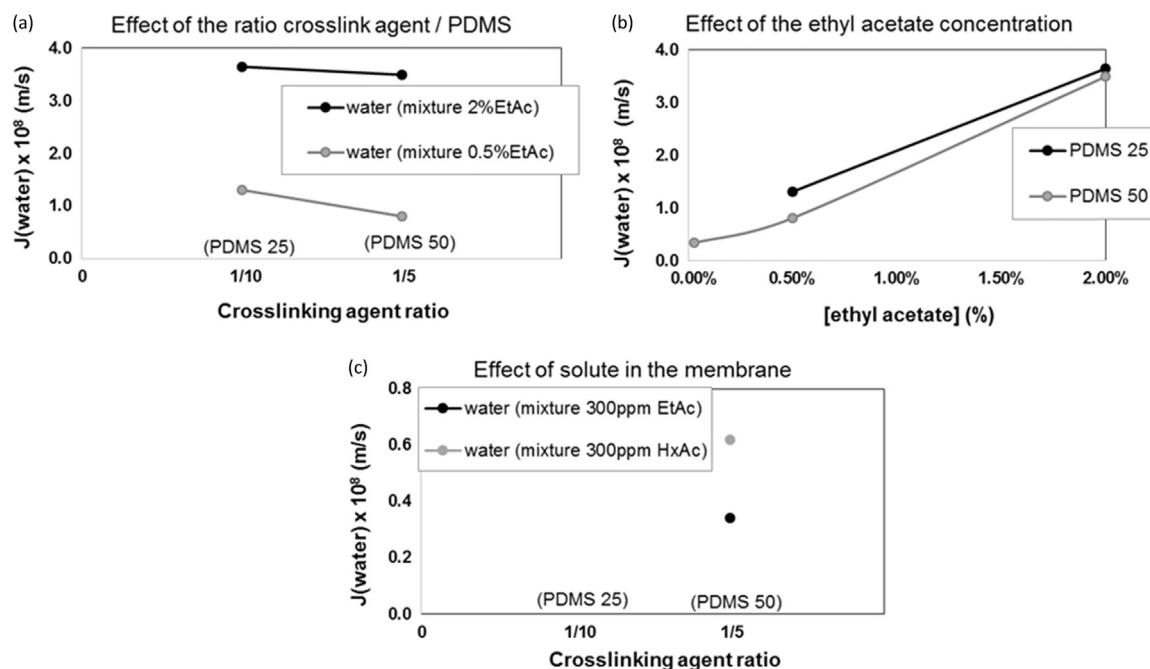 (a)
Effect of the ratio crosslink agent / PDMS
J(water) x 10⁸ (m/s)
4.0
3.0
2.0
1.0
0.0
water (mixture 2%EtAc)
water (mixture 0.5%EtAc)
(PDMS 25)
(PDMS 50)
0
1/10
1/5
Crosslinking agent ratio
(b)
Effect of the ethyl acetate concentration
J(water) x 10⁸ (m/s)
4.0
3.0
2.0
1.0
0.0
PDMS 25
PDMS 50
0.00%
0.50%
1.00%
1.50%
2.00%
[ethyl acetate] (%)
(c)
Effect of solute in the membrane
J(water) x 10⁸ (m/s)
0.8
0.6
0.4
0.2
0.0
water (mixture 300ppm EtAc)
water (mixture 300ppm HxAc)
(PDMS 25)
(PDMS 50)
0
1/10
1/5
Crosslinking agent ratio